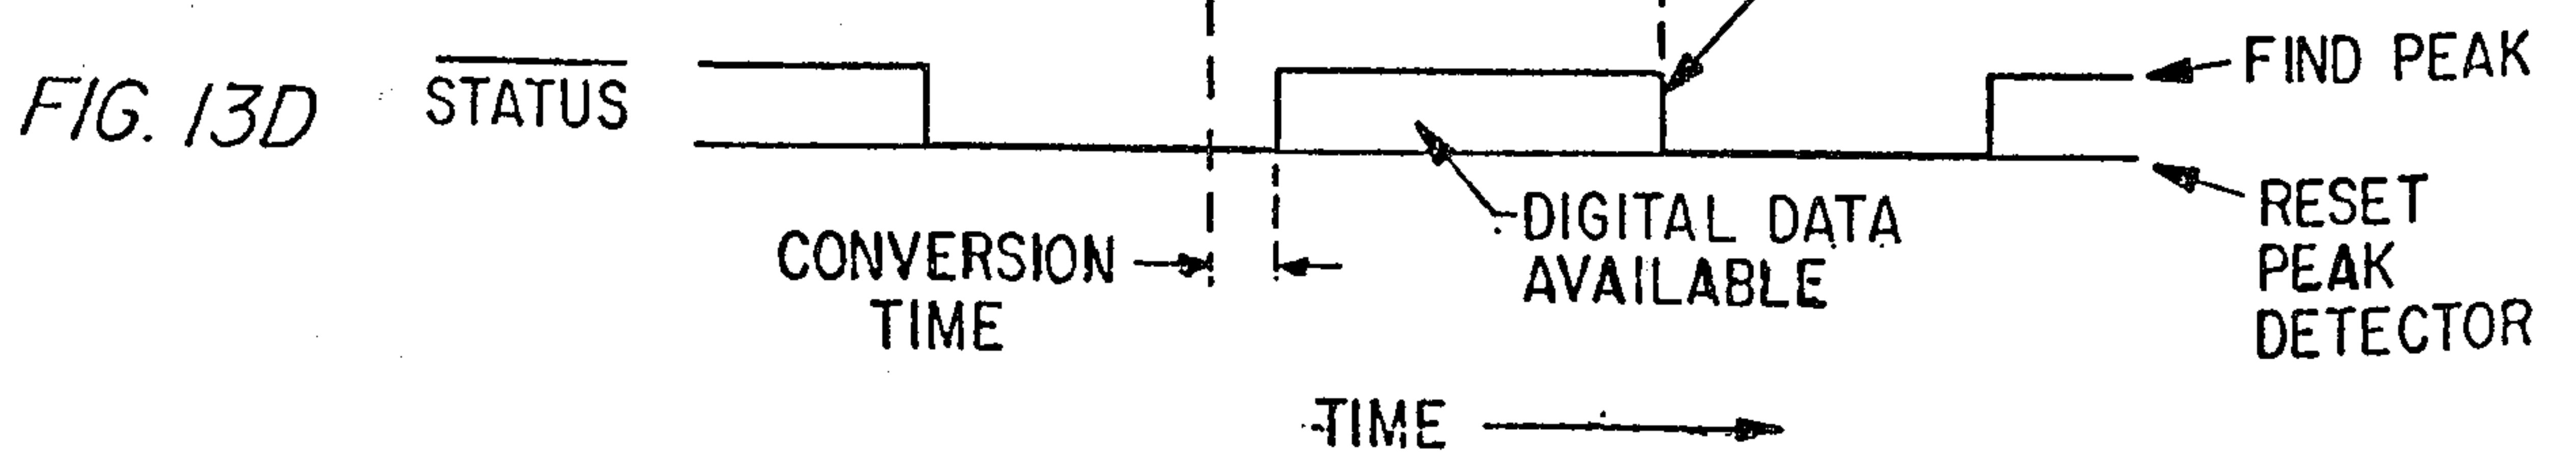 FIG. 13D
STATUS
FIND PEAK
RESET
PEAK
DETECTOR
CONVERSION
TIME
DIGITAL DATA
AVAILABLE
TIME